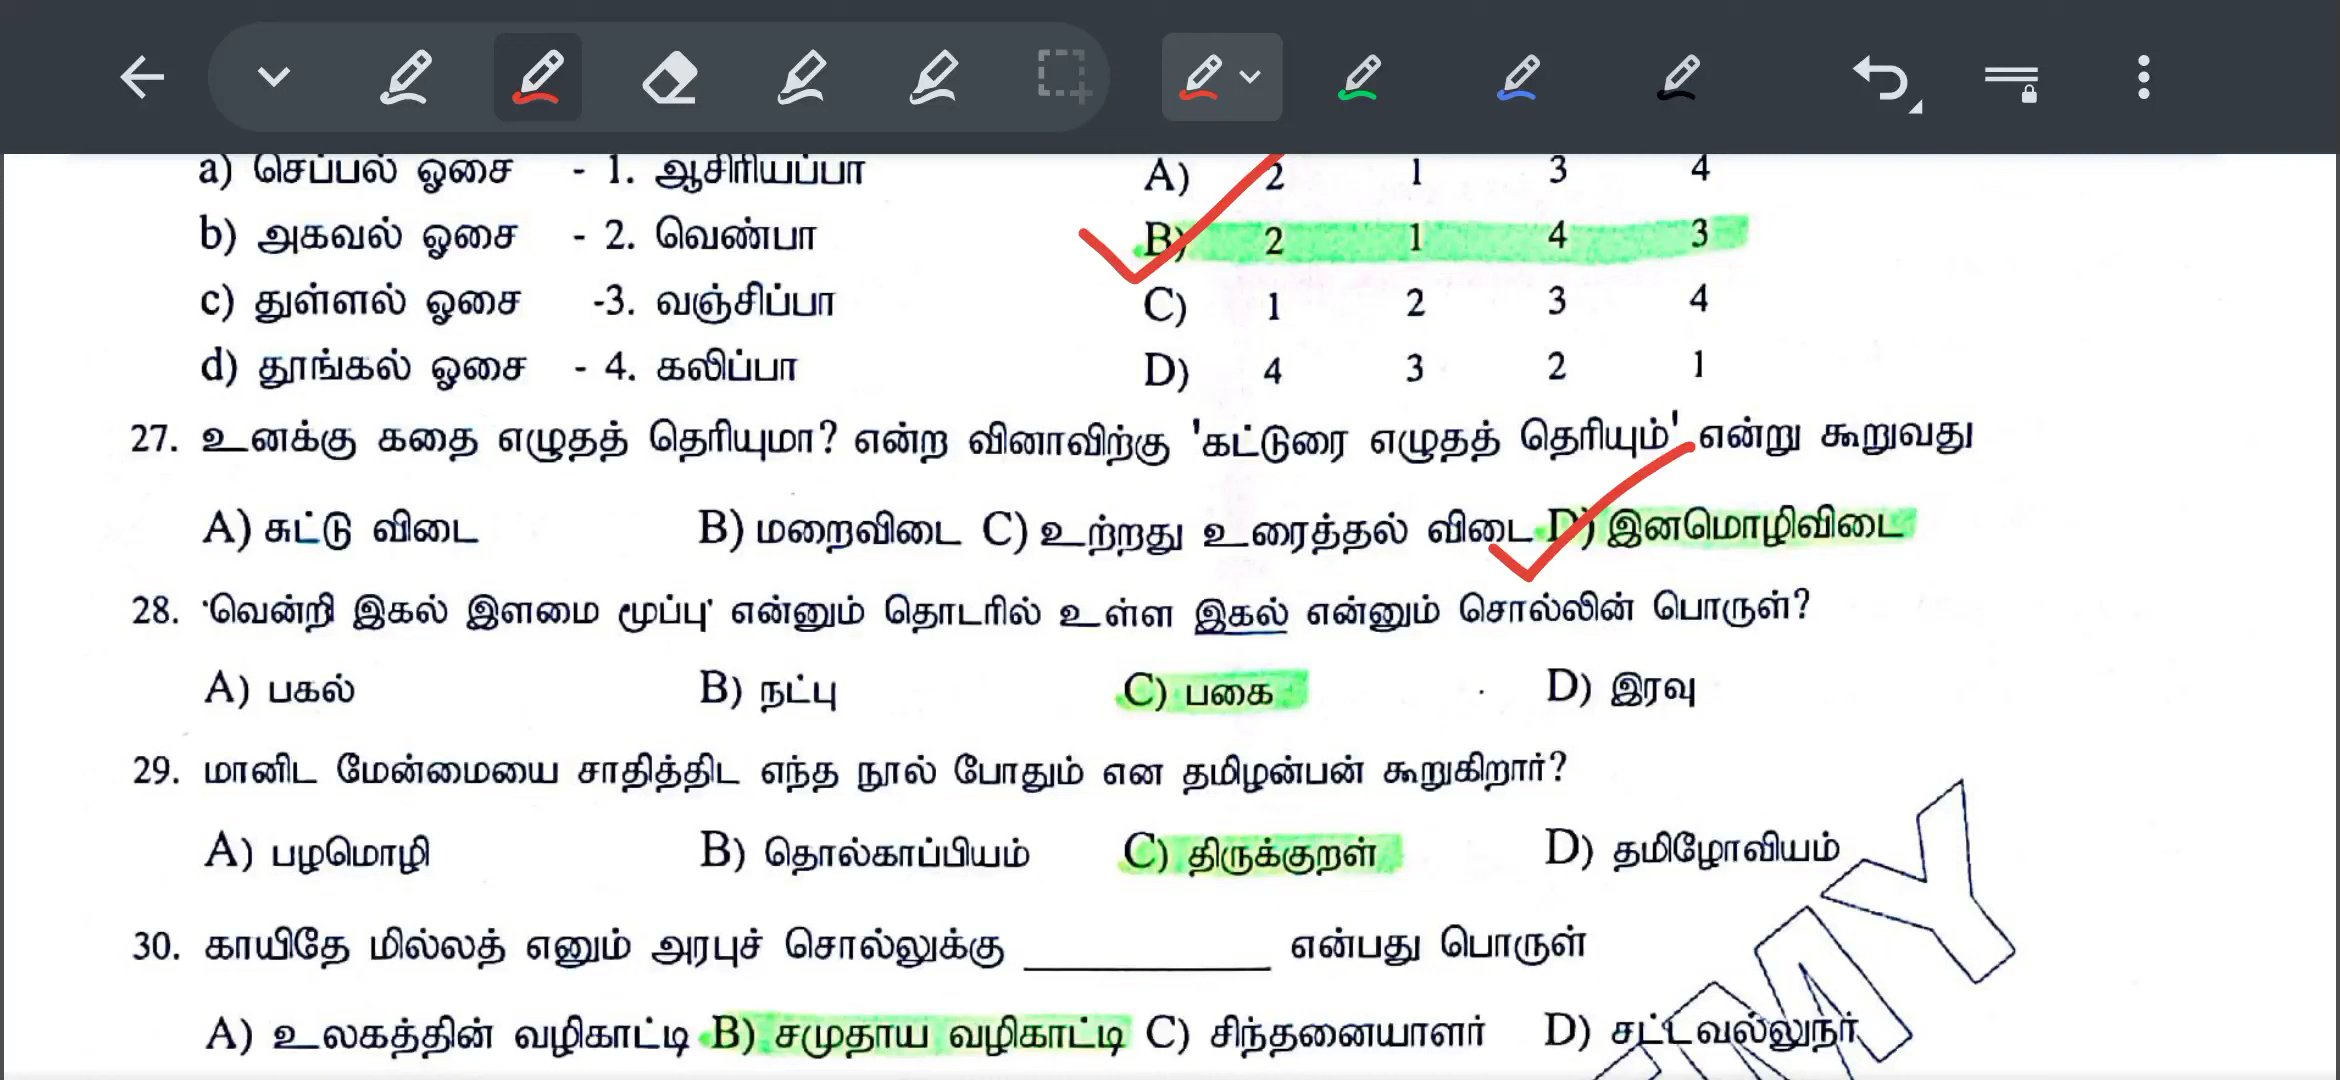 a) செப்பல் ஓசை - 1. ஆசிரியப்பா A) 2 1 3 4
b) அகவல் ஓசை - 2. வெண்பா B) 2 1 4 3
c) துள்ளல் ஓசை -3. வஞ்சிப்பா C) 1 2 3 4
d) தூங்கல் ஓசை - 4. கலிப்பா D) 4 3 2 1
27. உனக்கு கதை எழுதத் தெரியுமா? என்ற வினாவிற்கு 'கட்டுரை எழுதத் தெரியும்' என்று கூறுவது
A) சுட்டு விடை B) மறைவிடை C) உற்றது உரைத்தல் விடை D) இனமொழிவிடை
28. 'வென்றி இகல் இளமை மூப்பு' என்னும் தொடரில் உள்ள இகல் என்னும் சொல்லின் பொருள்?
A) பகல் B) நட்பு C) பகை D) இரவு
29. மானிட மேன்மையை சாதித்திட எந்த நூல் போதும் என தமிழன்பன் கூறுகிறார்?
A) பழமொழி B) தொல்காப்பியம் C) திருக்குறள் D) தமிழோவியம்
30. காயிதே மில்லத் எனும் அரபுச் சொல்லுக்கு __________ என்பது பொருள்
A) உலகத்தின் வழிகாட்டி B) சமுதாய வழிகாட்டி C) சிந்தனையாளர் D) சட்டவல்லுநர்